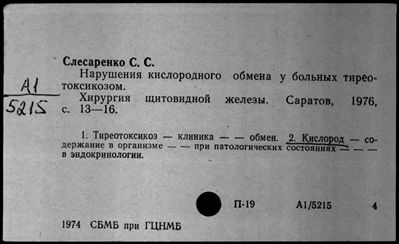 Слесаренко С. С.
Нарушения кислородного обмена у больных тирео-
токсикозом.
А1
5215
Хирургия щитовидной железы. Саратов, 1976,
с. 13—16.
1. Тиреотоксикоз — клиника — — обмен. 2. Кислород — со-
держание в организме — — при патологических состояниях — — —
в эндокринологии.
П-19 А1/5215 4
1974 СБМБ при ГЦНМБ